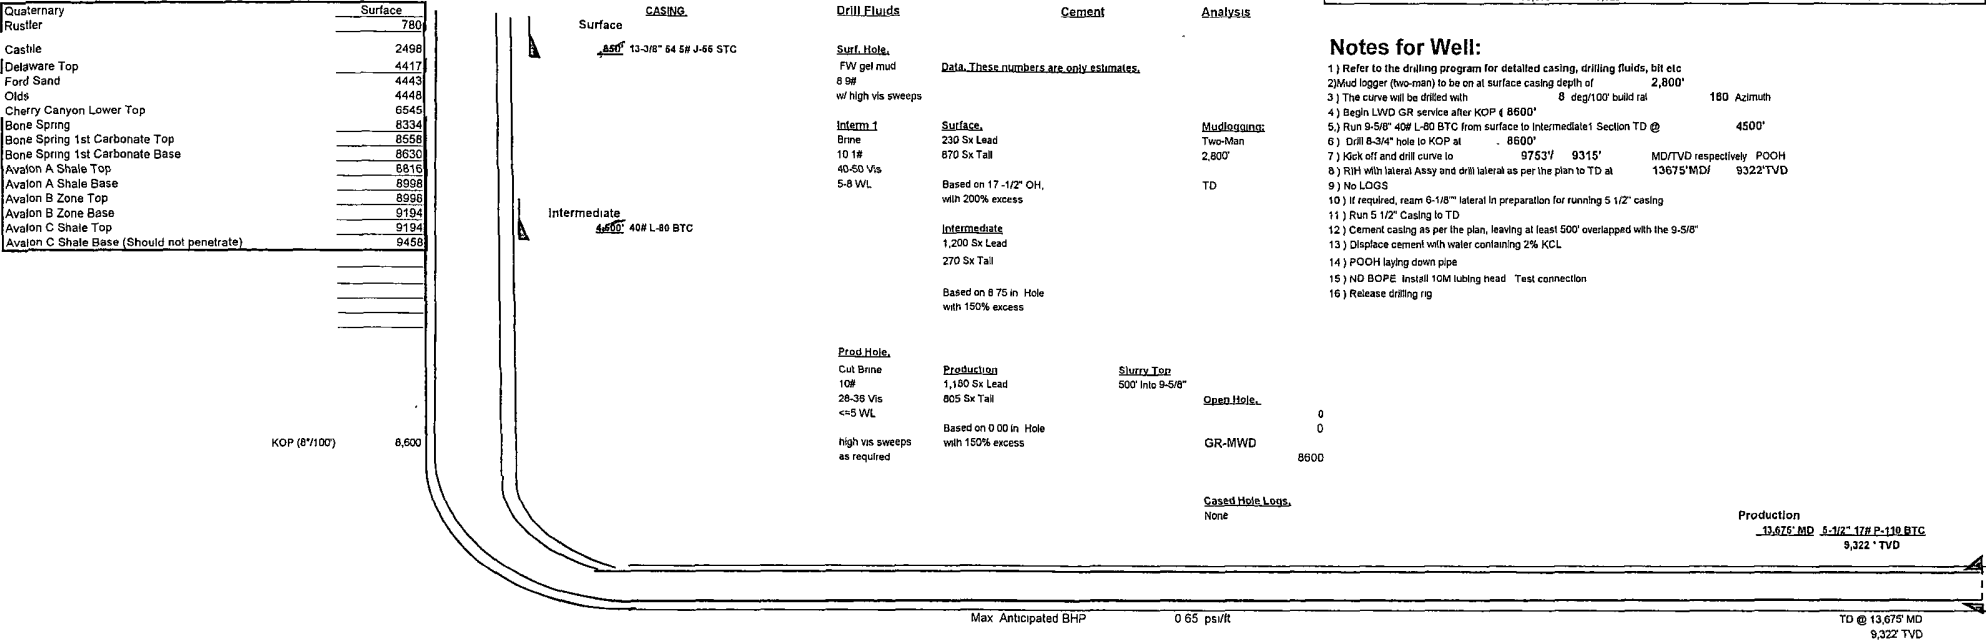 Quaternary Surface
Rustler 780
Castile 2498
Delaware Top 4417
Ford Sand 4443
Olds 4448
Cherry Canyon Lower Top 6545
Bone Spring 8334
Bone Spring 1st Carbonate Top 8558
Bone Spring 1st Carbonate Base 8630
Avalon A Shale Top 8816
Avalon A Shale Base 8998
Avalon B Zone Top 8998
Avalon B Zone Base 9194
Avalon C Shale Top 9194
Avalon C Shale Base (Should not penetrate) 9458
KOP (8°/100') 8,600
CASING
Surface
850' 13-3/8" 54 5# J-55 STC
Intermediate
4,500' 40# L-80 BTC
Drill Fluids
Surf. Hole,
FW gel mud
8 9#
w/ high vis sweeps
Interm 1
Brine
10 1#
40-50 Vis
5-8 WL
Prod Hole,
Cut Brine
10#
28-36 Vis
<=5 WL
high vis sweeps
as required
Cement
Data. These numbers are only estimates.
Surface,
230 Sx Lead
870 Sx Tail
Based on 17 -1/2" OH,
with 200% excess
Intermediate
1,200 Sx Lead
270 Sx Tail
Based on 8 75 in Hole
with 150% excess
Production
1,180 Sx Lead
805 Sx Tail
Based on 0 00 in Hole
with 150% excess
Slurry Top
500' Into 9-5/8"
Analysis
Mudlogging:
Two-Man
2,800'
TD
Open Hole,
0
0
GR-MWD
8600
Cased Hole Logs,
None
Notes for Well:
1 ) Refer to the drilling program for detailed casing, drilling fluids, bit etc
2)Mud logger (two-man) to be on at surface casing depth of 2,800'
3 ) The curve will be drilled with 8 deg/100' build rat 180 Azimuth
4 ) Begin LWD GR service after KOP ( 8600'
5,) Run 9-5/8" 40# L-80 BTC from surface to Intermediate1 Section TD @ 4500'
6 ) Drill 8-3/4" hole to KOP at . 8600'
7 ) Kick off and drill curve to 9753'/ 9315' MD/TVD respectively POOH
8 ) RIH with lateral Assy and drill lateral as per the plan to TD at 13675'MD/ 9322'TVD
9 ) No LOGS
10 ) If required, ream 6-1/8"" lateral in preparation for running 5 1/2" casing
11 ) Run 5 1/2" Casing to TD
12 ) Cement casing as per the plan, leaving at least 500' overlapped with the 9-5/8"
13 ) Displace cement with water containing 2% KCL
14 ) POOH laying down pipe
15 ) ND BOPE Install 10M tubing head Test connection
16 ) Release drilling rig
Production
13,675' MD 5-1/2" 17# P-110 BTC
9,322 ' TVD
Max Anticipated BHP 0 65 psi/ft
TD @ 13,675' MD
9,322' TVD